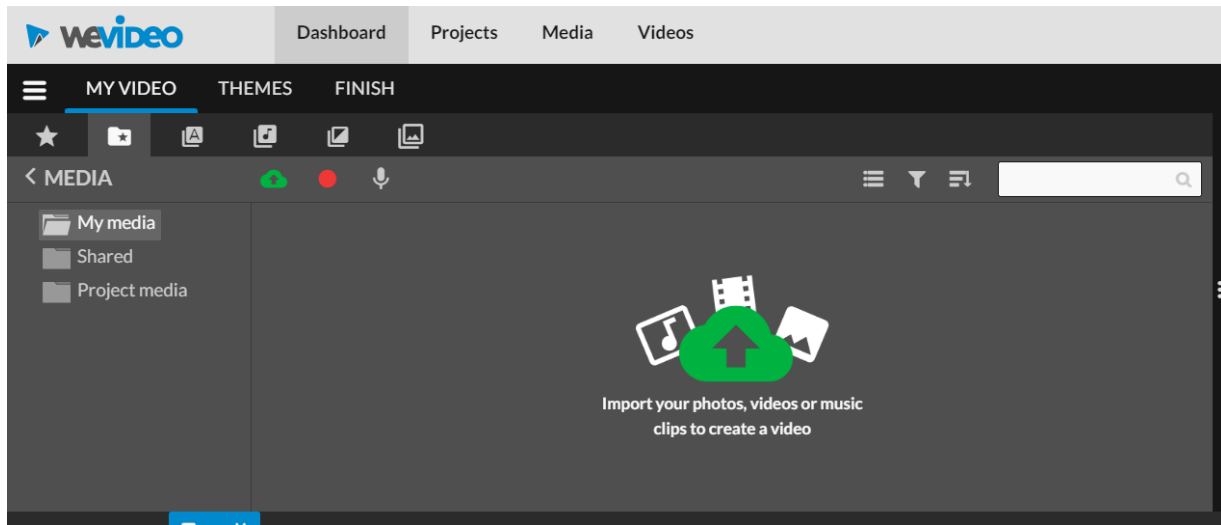 WEVIDEO
Dashboard Projects Media Videos
MY VIDEO THEMES FINISH
A
< MEDIA
My media
Shared
Project media
Import your photos, videos or music
clips to create a video